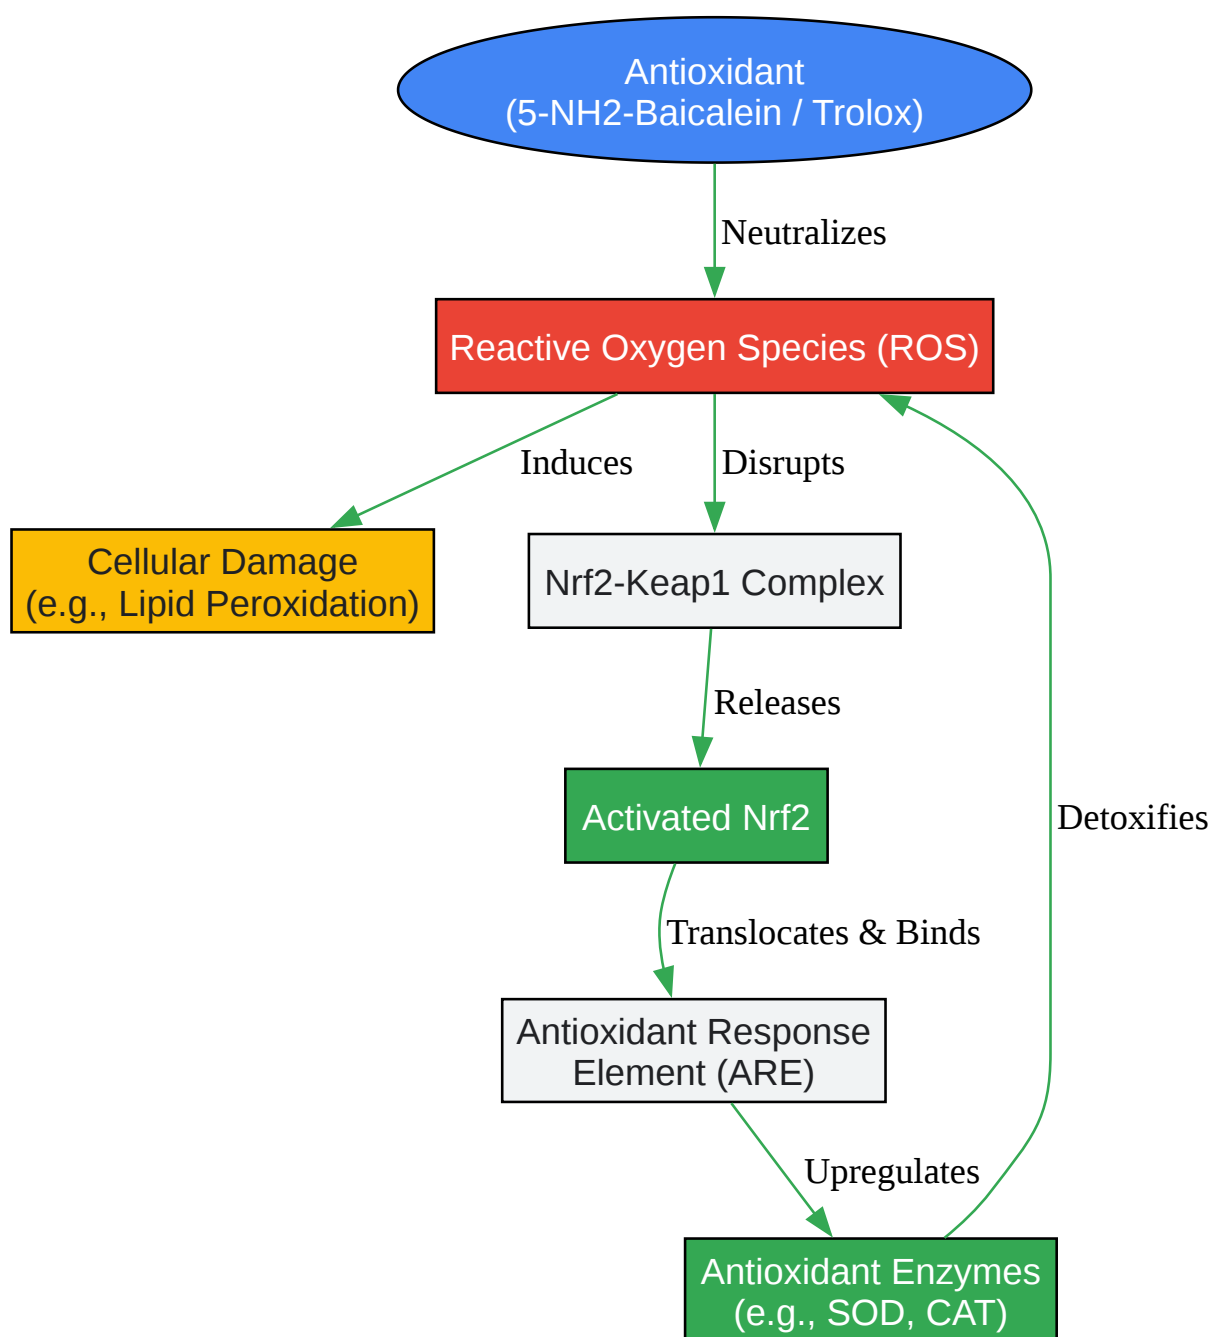 Antioxidant
(5-NH2-Baicalein / Trolox)
Neutralizes
Reactive Oxygen Species (ROS)
Induces
Disrupts
Cellular Damage
(e.g., Lipid Peroxidation)
Nrf2-Keap1 Complex
Releases
Activated Nrf2
Detoxifies
Translocates & Binds
Antioxidant Response
Element (ARE)
Upregulates
Antioxidant Enzymes
(e.g., SOD, CAT)